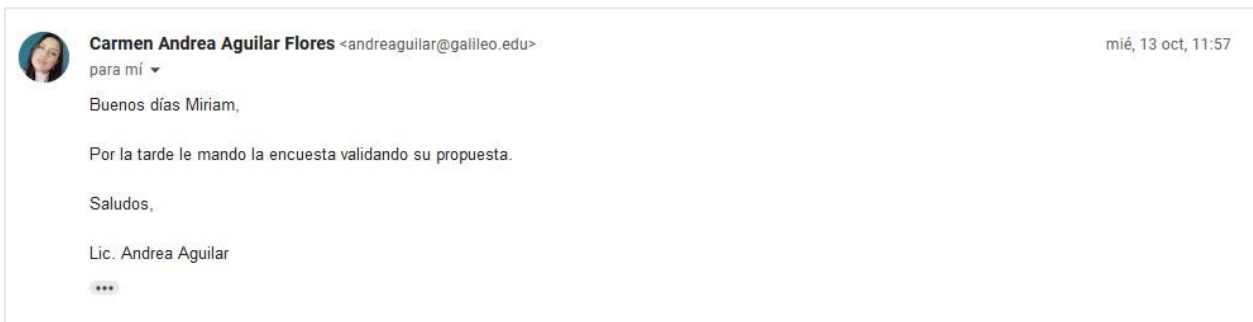 Carmen Andrea Aguilar Flores <andreaguilar@galileo.edu> mié, 13 oct, 11:57
para mí
Buenos días Miriam,
Por la tarde le mando la encuesta validando su propuesta.
Saludos,
Lic. Andrea Aguilar